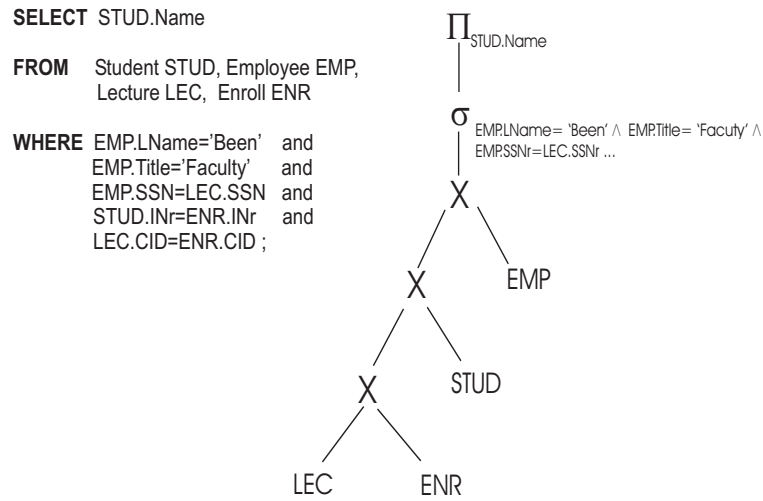 SELECT STUD.Name
FROM Student STUD, Employee EMP,
Lecture LEC, Enroll ENR
WHERE EMP.LName='Been' and
EMP.Title='Faculty' and
EMP.SSN=LEC.SSN and
STUD.INr=ENR.INr and
LEC.CID=ENR.CID ;
Π STUD.Name
σ EMP.LName= 'Been' ∧ EMP.Title= 'Facuty' ∧
EMP.SSNr=LEC.SSNr ...
X
EMP
X
STUD
X
LEC
ENR